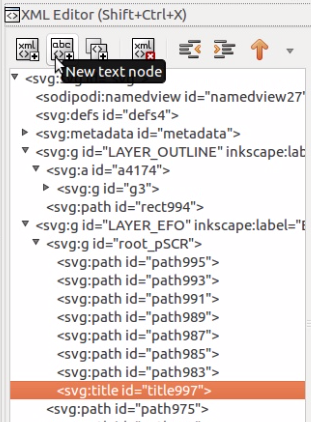 XML Editor (Shift+Ctrl+X)
xml
abc
xml
New text node
<svg:s
<sodipodi:namedview id="namedview27"
<svg:defs id="defs4">
<svg:metadata id="metadata">
<svg:g id="LAYER_OUTLINE" inkscape:lab
<svg:a id="a4174">
<svg:g id="g3">
<svg:path id="rect994">
<svg:g id="LAYER_EFO" inkscape:label="E
<svg:g id="root_pSCR">
<svg:path id="path995">
<svg:path id="path993">
<svg:path id="path991">
<svg:path id="path989">
<svg:path id="path987">
<svg:path id="path985">
<svg:path id="path983">
<svg:title id="title997">
<svg:path id="path975">